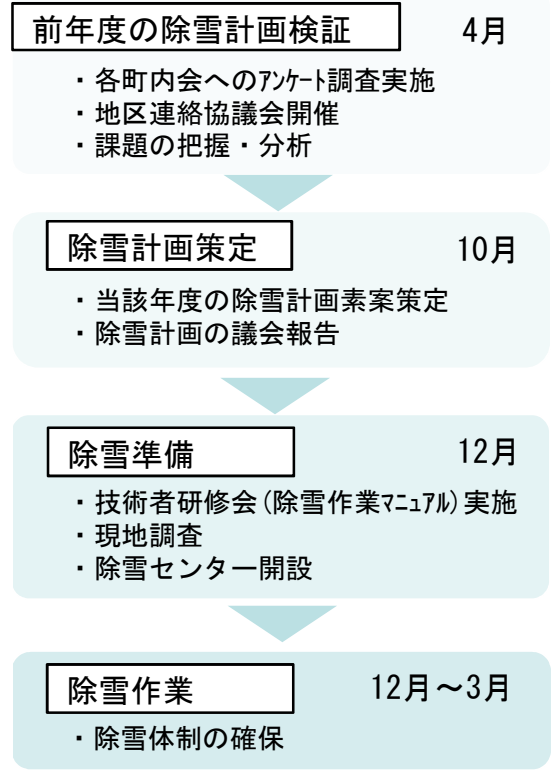 前年度の除雪計画検証 4月
・各町内会へのｱﾝｹｰﾄ調査実施
・地区連絡協議会開催
・課題の把握・分析
除雪計画策定 10月
・当該年度の除雪計画素案策定
・除雪計画の議会報告
除雪準備 12月
・技術者研修会(除雪作業ﾏﾆｭｱﾙ)実施
・現地調査
・除雪センター開設
除雪作業 12月～3月
・除雪体制の確保